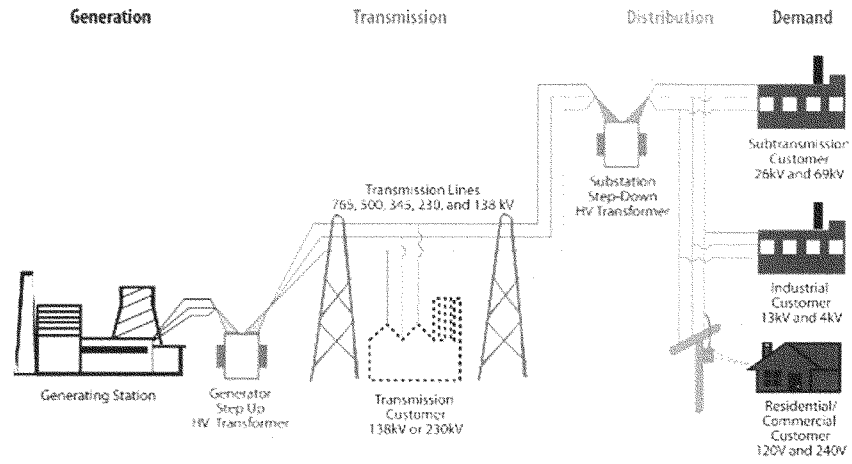 Generation
Transmission
Distribution
Demand
Subtransmission
Customer
26kV and 69kV
Substation
Step-Down
HV Transformer
Transmission Lines
765, 500, 345, 230, and 138 kV
Industrial
Customer
13kV and 4kV
Generating Station
Generator
Step Up
HV Transformer
Transmission
Customer
138kV or 230kV
Residential/
Commercial
Customer
120V and 240V